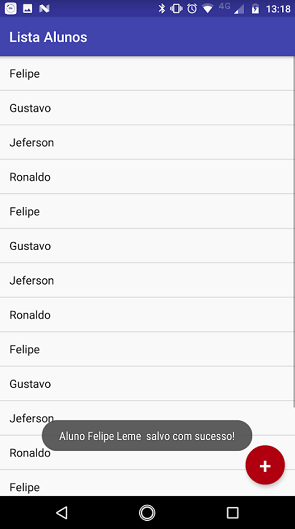 4G 13:18
Lista Alunos
Felipe
Gustavo
Jeferson
Ronaldo
Felipe
Gustavo
Jeferson
Ronaldo
Felipe
Gustavo
Jeferson
Aluno Felipe Leme salvo com sucesso!
Ronaldo
+
Felipe